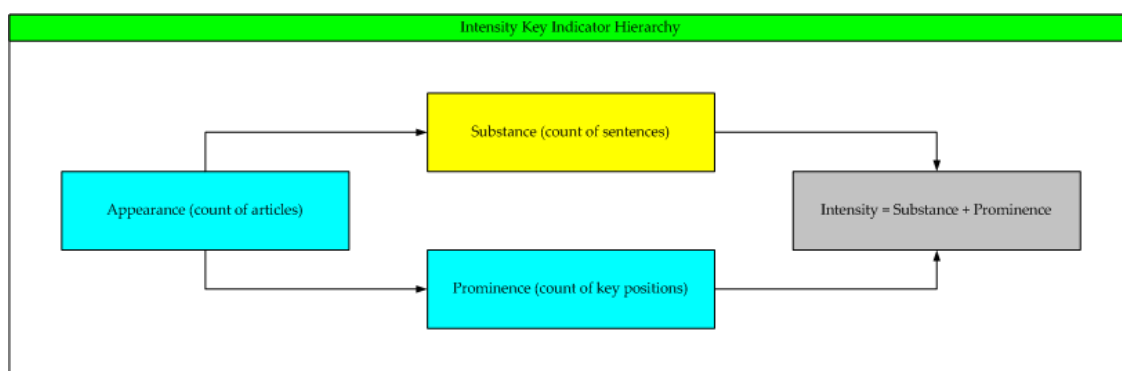 Intensity Key Indicator Hierarchy
Substance (count of sentences)
Appearance (count of articles)
Intensity = Substance + Prominence
Prominence (count of key positions)